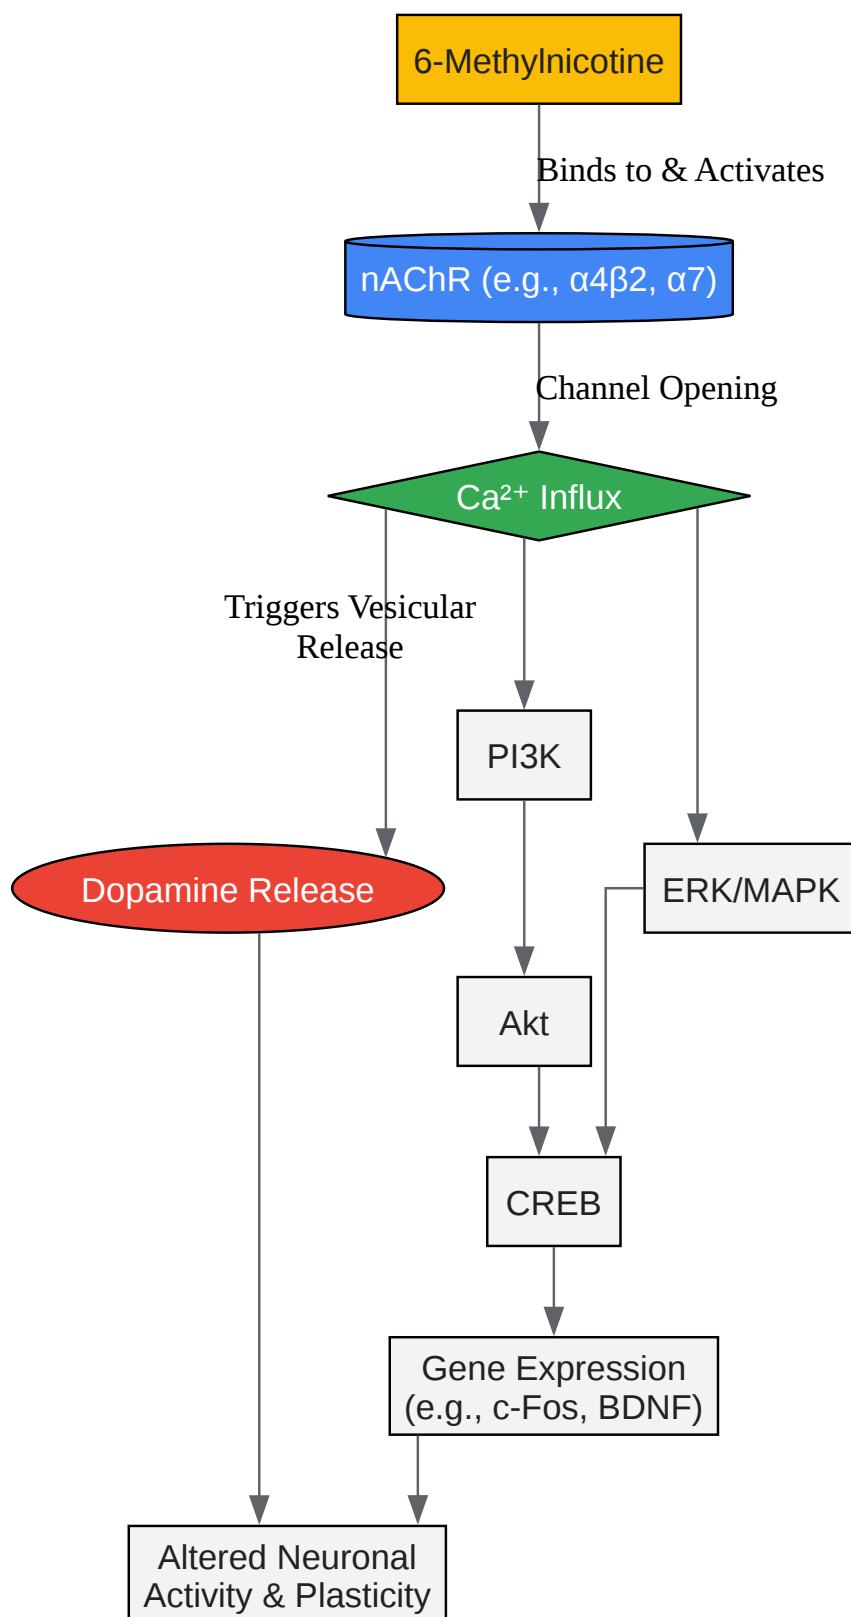 6-Methylnicotine
Binds to & Activates
nAChR (e.g., α4β2, α7)
Channel Opening
Ca²⁺ Influx
Triggers Vesicular
Release
PI3K
Dopamine Release
ERK/MAPK
Akt
CREB
Gene Expression
(e.g., c-Fos, BDNF)
Altered Neuronal
Activity & Plasticity